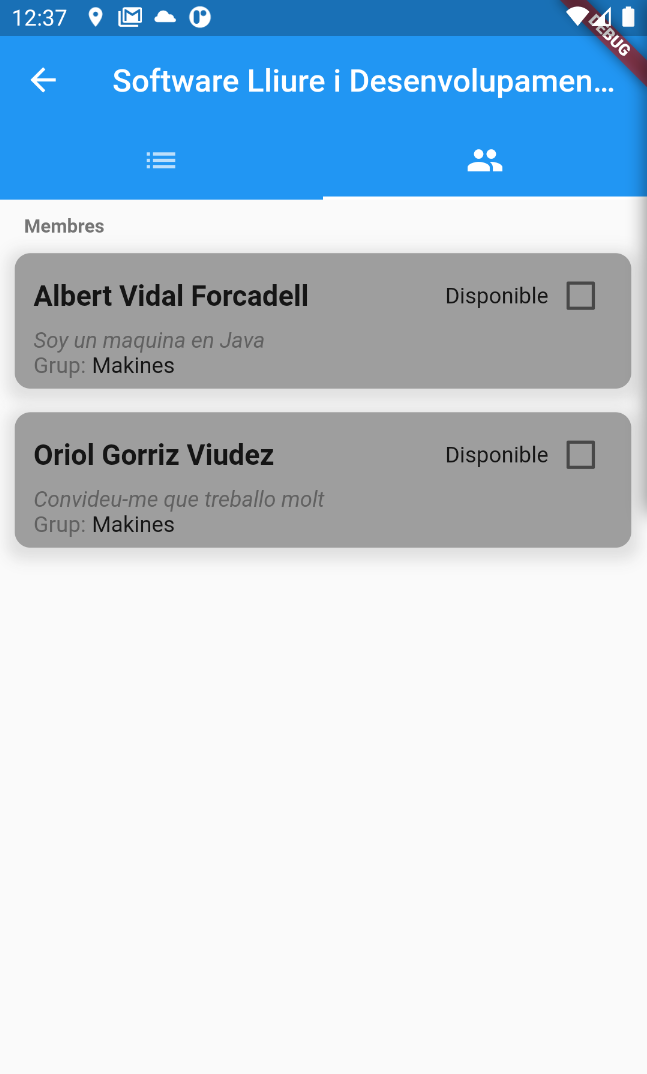 12:37
DEBUG
Software Lliure i Desenvolupamen...
Membres
Albert Vidal Forcadell Disponible
Soy un maquina en Java
Grup: Makines
Oriol Gorriz Viudez Disponible
Convideu-me que treballo molt
Grup: Makines